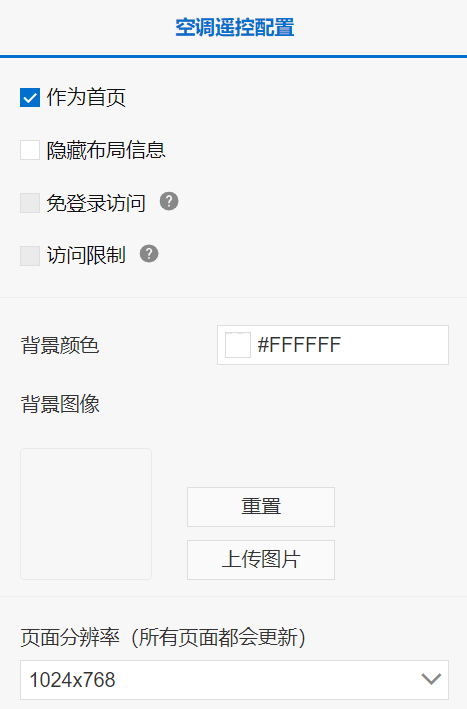 空调遥控配置
作为首页
隐藏布局信息
免登录访问 ?
访问限制 ?
背景颜色 #FFFFFF
背景图像
重置
上传图片
页面分辨率（所有页面都会更新）
1024x768